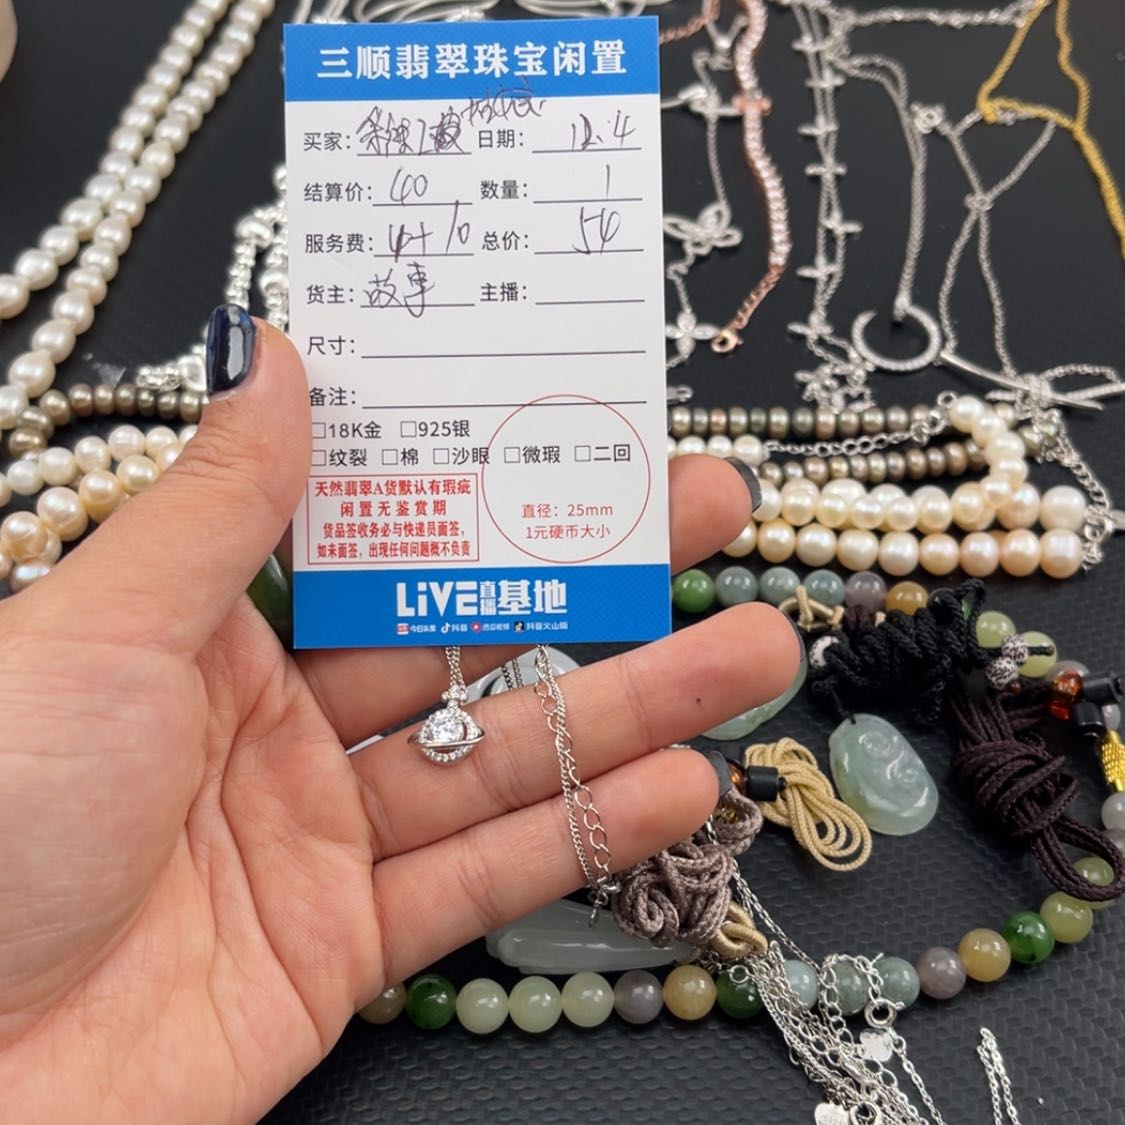 三顺翡翠珠宝闲置
买家： 日期：12.4
结算价：40 数量：1
服务费：4+10 总价：54
货主：故事 主播：
尺寸：
备注：
□18K金 □925银
□纹裂 □棉 □沙眼 □微瑕 □二回
天然翡翠A货默认有瑕疵
闲置无鉴赏期
货品签收务必与快递员面签，
如未面签，出现任何问题概不负责
直径：25mm
1元硬币大小
LIVE直播基地
今日头条 抖音 西瓜视频 抖音火山版